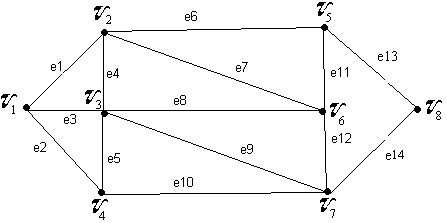 v2 e6 v5
e1 e4 e7 e11 e13
v1 e3 v3 e8 v6 v8
e2 e5 e9 e12 e14
v4 e10 v7